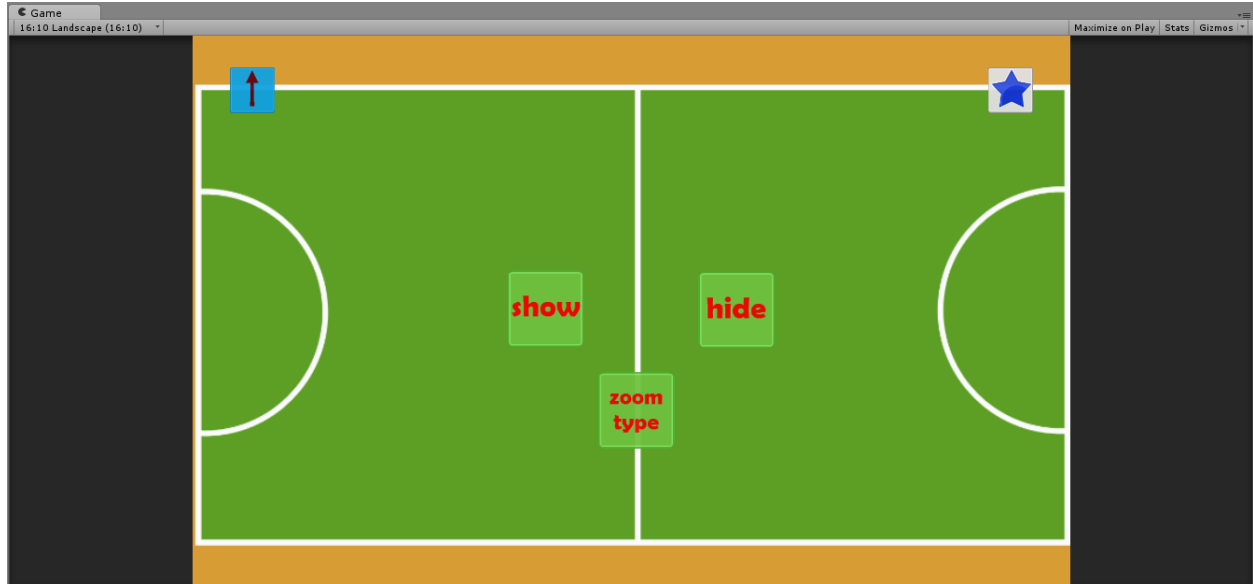 Game
16:10 Landscape (16:10)
Maximize on Play Stats Gizmos
show
hide
zoom
type